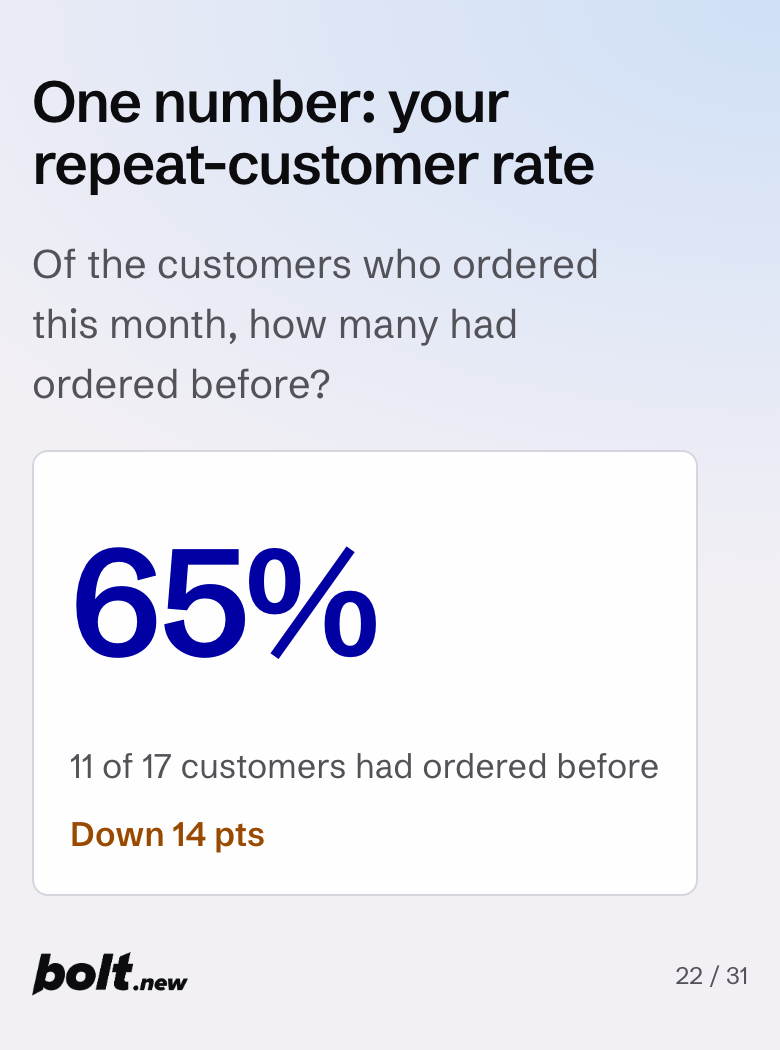 One number: your
repeat-customer rate
Of the customers who ordered
this month, how many had
ordered before?
65%
11 of 17 customers had ordered before
Down 14 pts
bolt.new
22 / 31